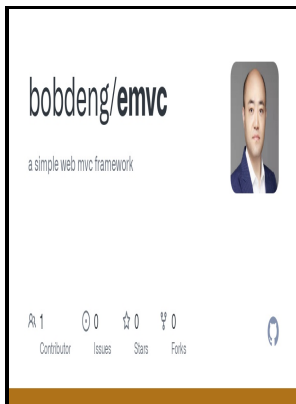 bobdeng/emvc
a simple web mvc framework
1 0 0 0
Contributor Issues Stars Forks